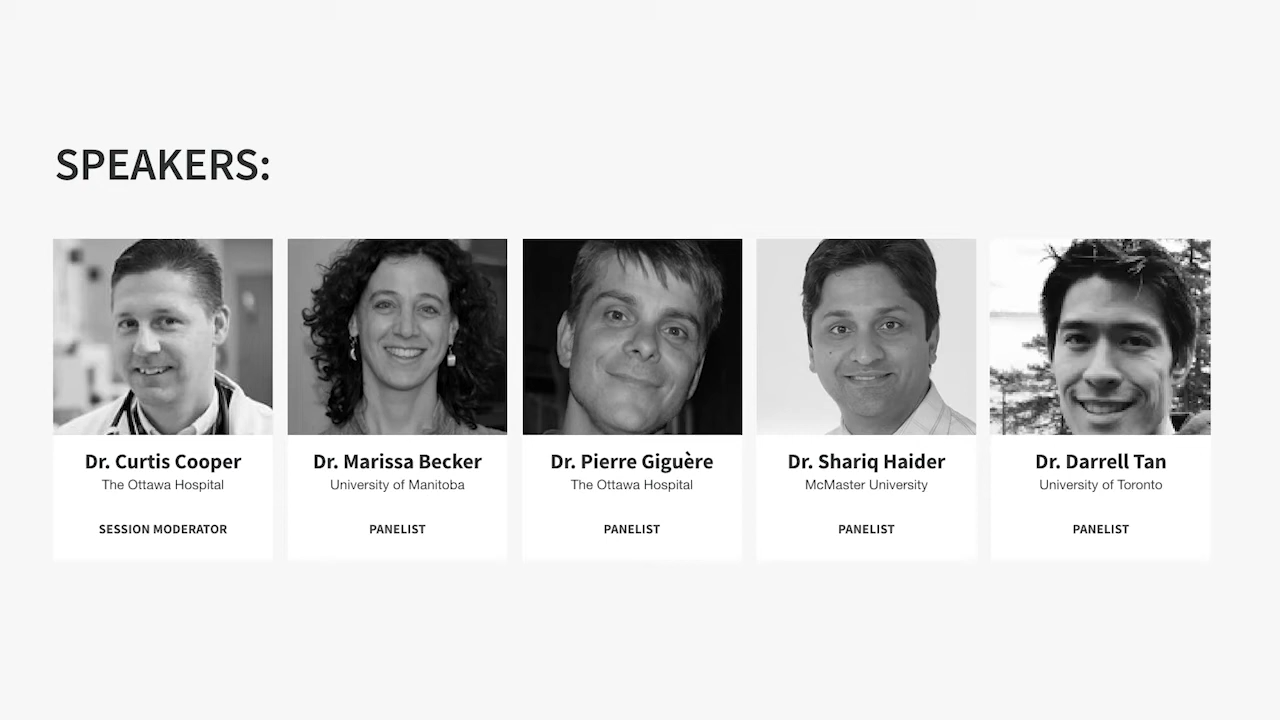 SPEAKERS:
Dr. Curtis Cooper
The Ottawa Hospital
SESSION MODERATOR
Dr. Marissa Becker
University of Manitoba
PANELIST
Dr. Pierre Giguère
The Ottawa Hospital
PANELIST
Dr. Shariq Haider
McMaster University
PANELIST
Dr. Darrell Tan
University of Toronto
PANELIST